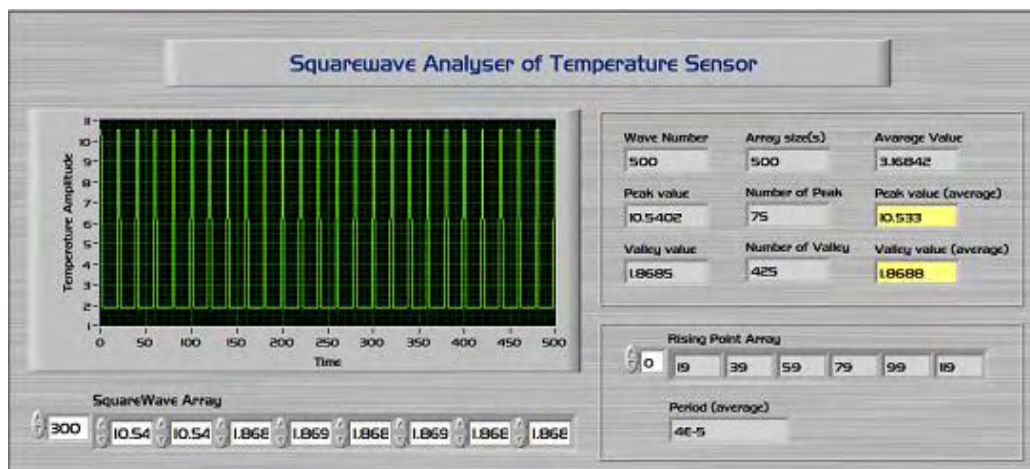 Squarewave Analyser of Temperature Sensor
Temperature Amplitude
11
10
9
8
7
6
5
4
3
2
1
0 50 100 150 200 250 300 350 400 450 500
Time
SquareWave Array
300 10.54 10.54 1.868 1.869 1.868 1.869 1.868 1.868
Wave Number Array size(s) Avarage Value
500 500 3.16842
Peak value Number of Peak Peak value (average)
10.5402 75 10.533
Valley value Number of Valley Valley value (average)
1.8685 425 1.8688
Rising Point Array
0 19 39 59 79 99 119
Period (average)
4E-5